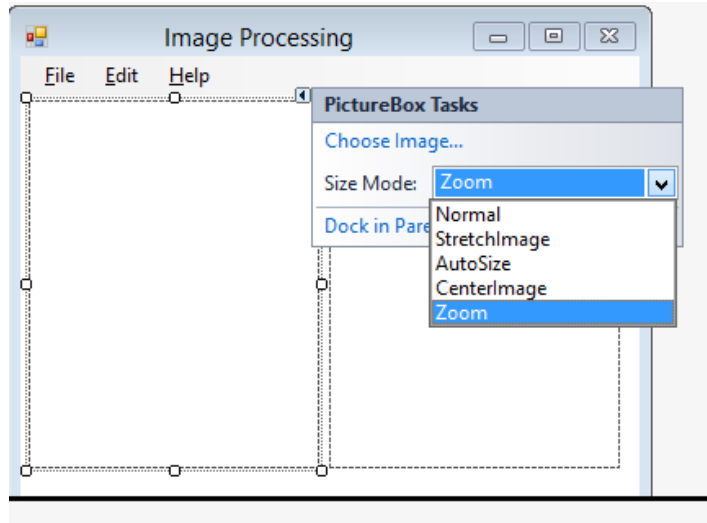 Image Processing
File Edit Help
PictureBox Tasks
Choose Image...
Size Mode: Zoom
Normal
Dock in Pare
StretchImage
AutoSize
CenterImage
Zoom